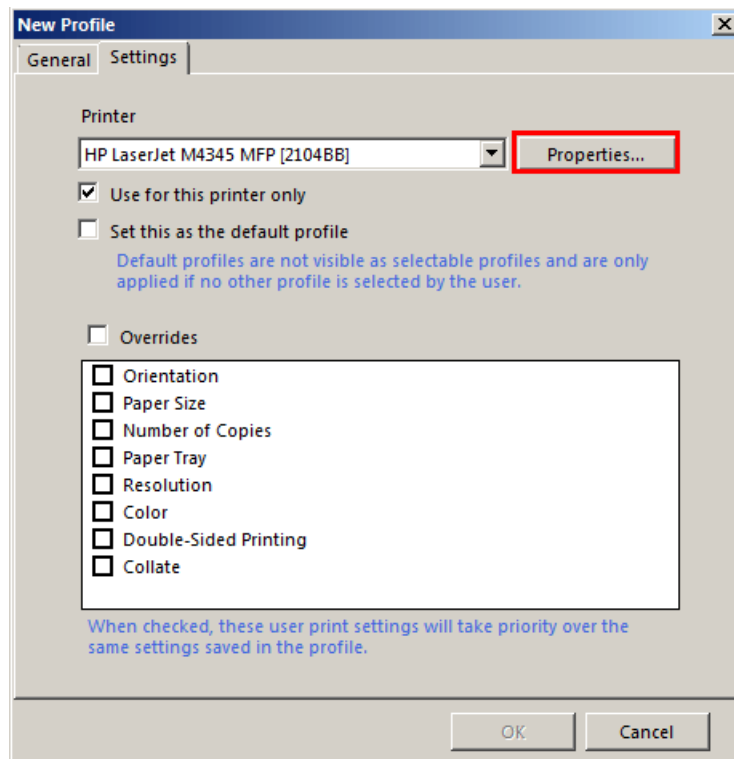 New Profile
General Settings
Printer
HP LaserJet M4345 MFP [2104BB] Properties...
Use for this printer only
Set this as the default profile
Default profiles are not visible as selectable profiles and are only
applied if no other profile is selected by the user.
Overrides
Orientation
Paper Size
Number of Copies
Paper Tray
Resolution
Color
Double-Sided Printing
Collate
When checked, these user print settings will take priority over the
same settings saved in the profile.
OK Cancel